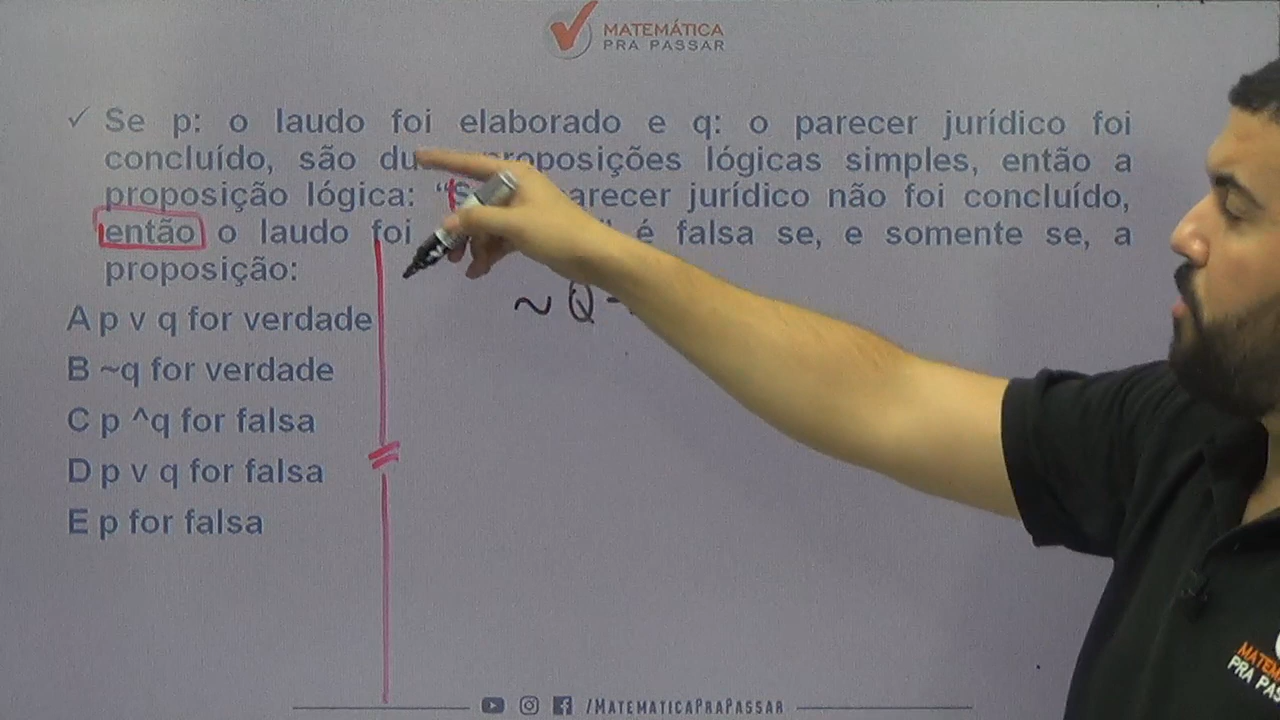 MATEMÁTICA
PRA PASSAR
✓ Se p: o laudo foi elaborado e q: o parecer jurídico foi
concluído, são proposições lógicas simples, então a
proposição lógica: “ parecer jurídico não foi concluído,
então o laudo foi ” é falsa se, e somente se, a
proposição:
A p v q for verdade
~ Q
B ~q for verdade
C p ^q for falsa
D p v q for falsa
E p for falsa
/MATEMATICAPRAPASSAR